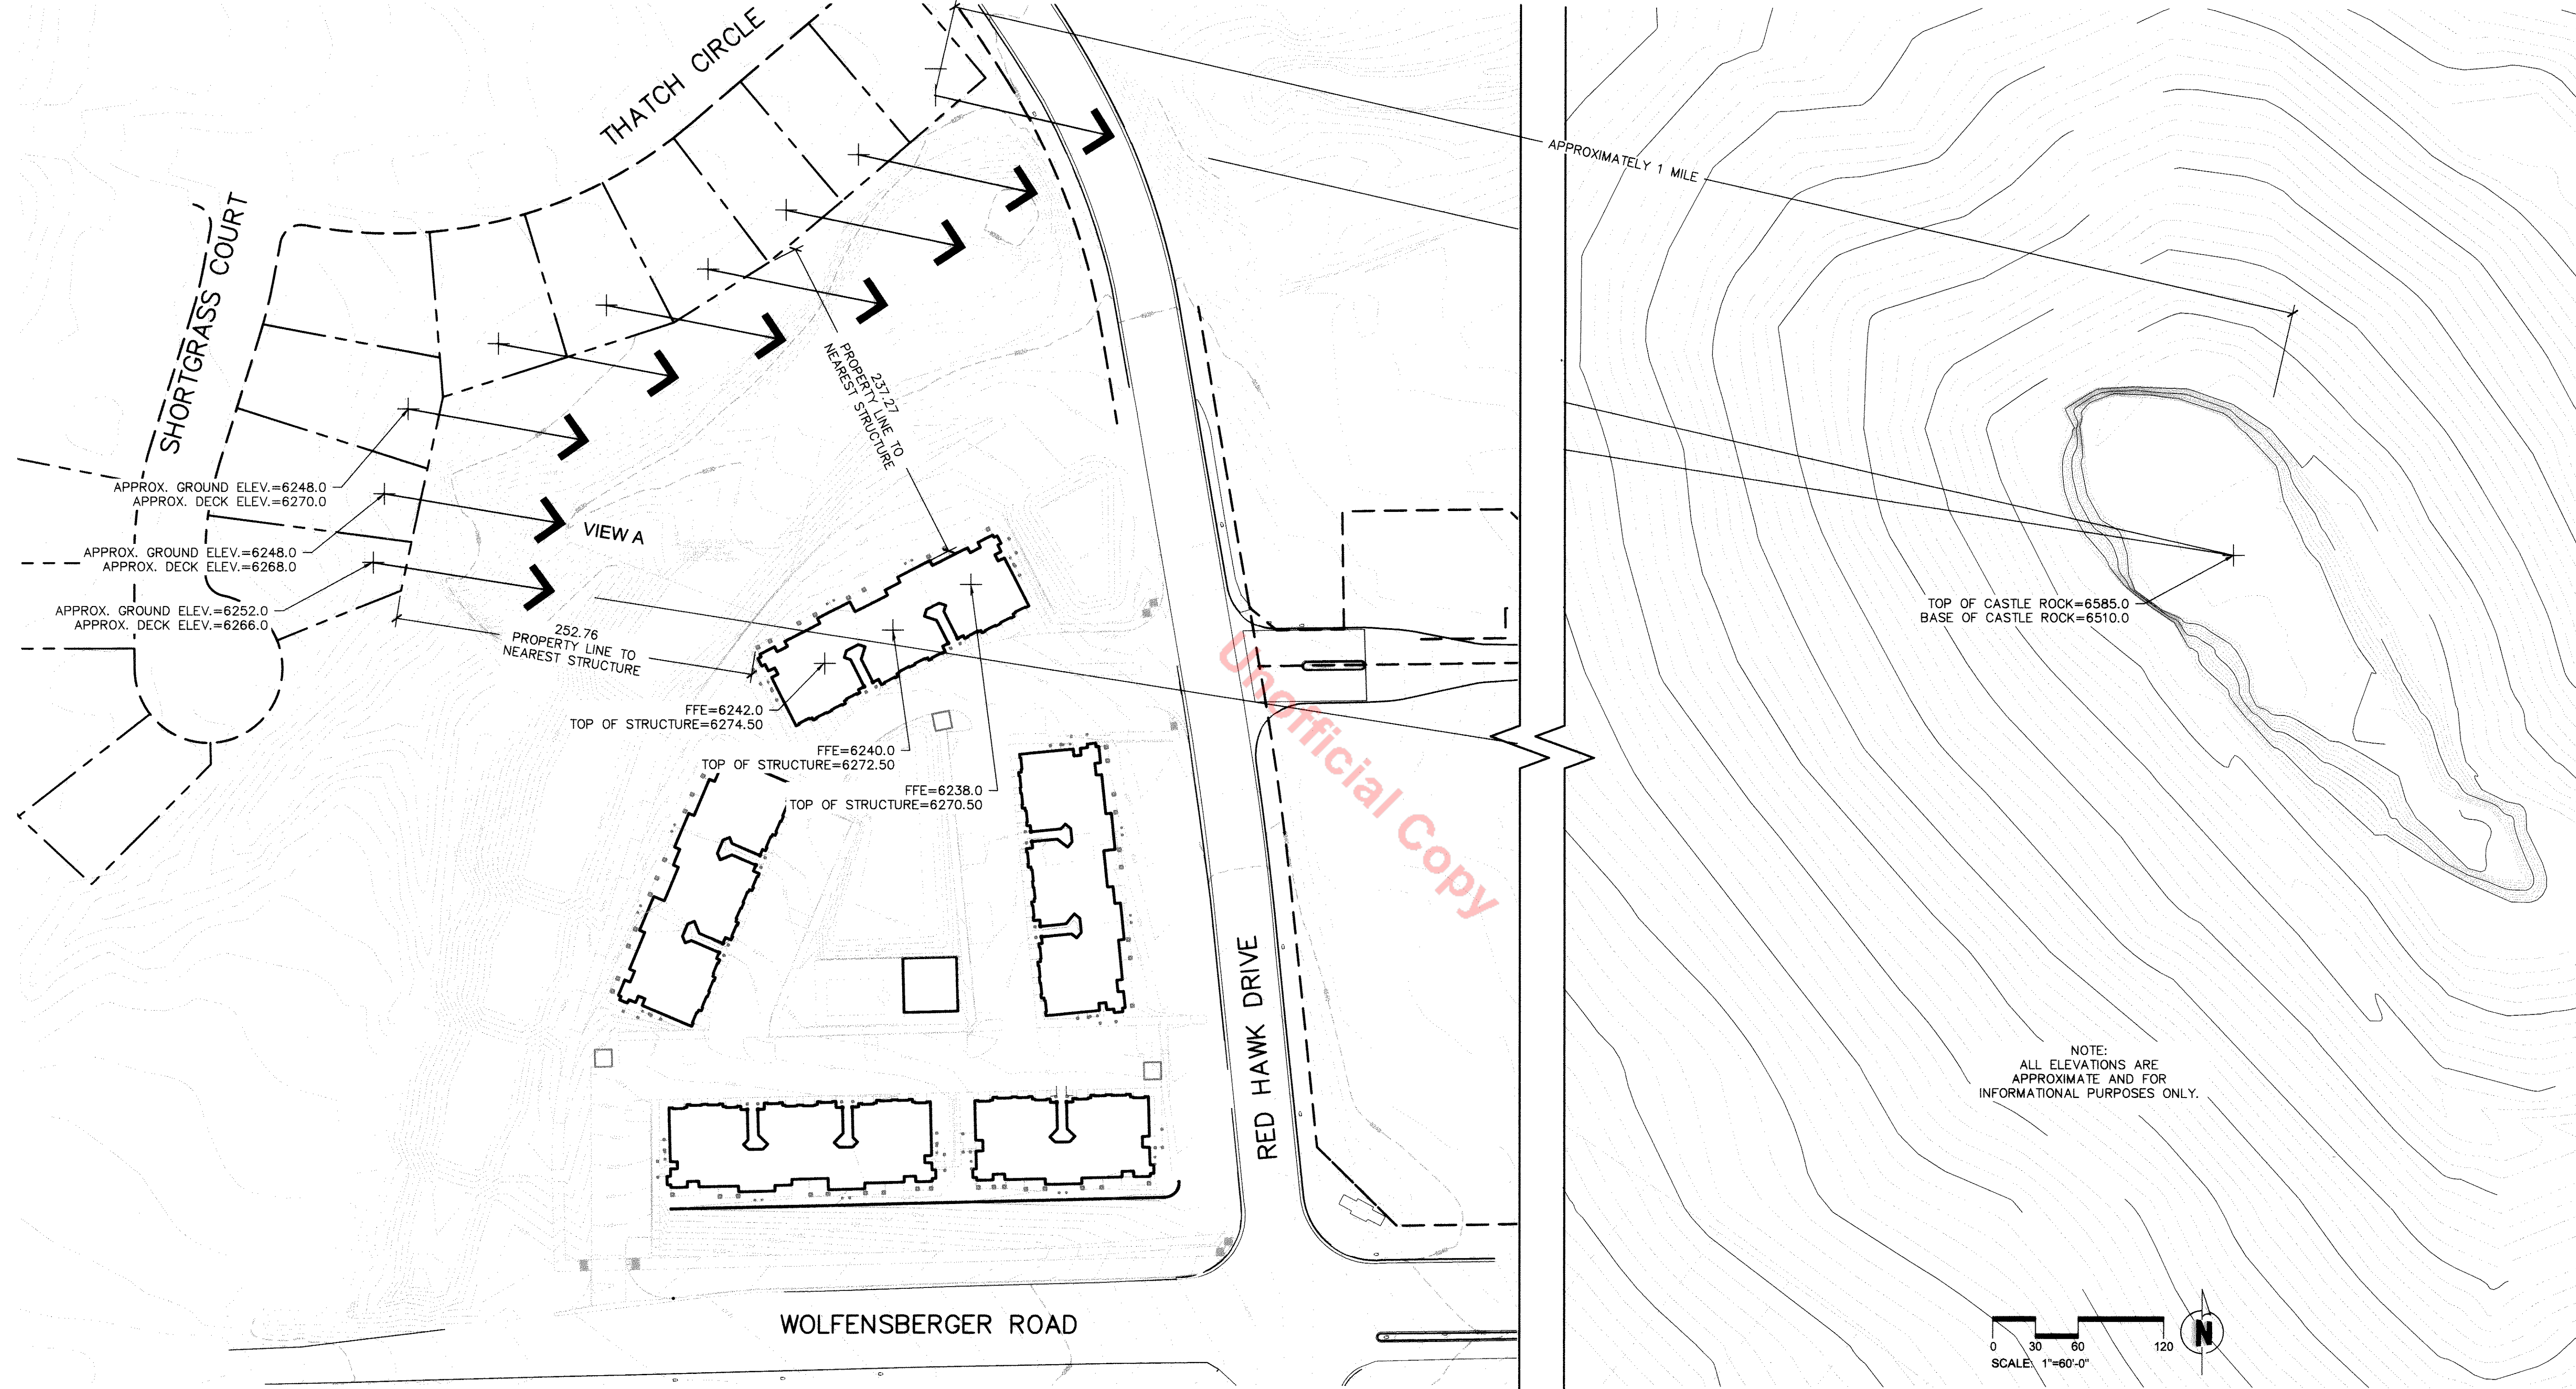 THATCH CIRCLE
SHORTGRASS COURT
APPROXIMATELY 1 MILE
237.27
PROPERTY LINE TO
NEAREST STRUCTURE
APPROX. GROUND ELEV.=6248.0
APPROX. DECK ELEV.=6270.0
VIEW A
APPROX. GROUND ELEV.=6248.0
APPROX. DECK ELEV.=6268.0
APPROX. GROUND ELEV.=6252.0
APPROX. DECK ELEV.=6266.0
252.76
PROPERTY LINE TO
NEAREST STRUCTURE
TOP OF CASTLE ROCK=6585.0
BASE OF CASTLE ROCK=6510.0
FFE=6242.0
TOP OF STRUCTURE=6274.50
FFE=6240.0
TOP OF STRUCTURE=6272.50
FFE=6238.0
TOP OF STRUCTURE=6270.50
Unofficial Copy
RED HAWK DRIVE
NOTE:
ALL ELEVATIONS ARE
APPROXIMATE AND FOR
INFORMATIONAL PURPOSES ONLY.
WOLFENSBERGER ROAD
N
0 30 60 120
SCALE: 1"=60'-0"